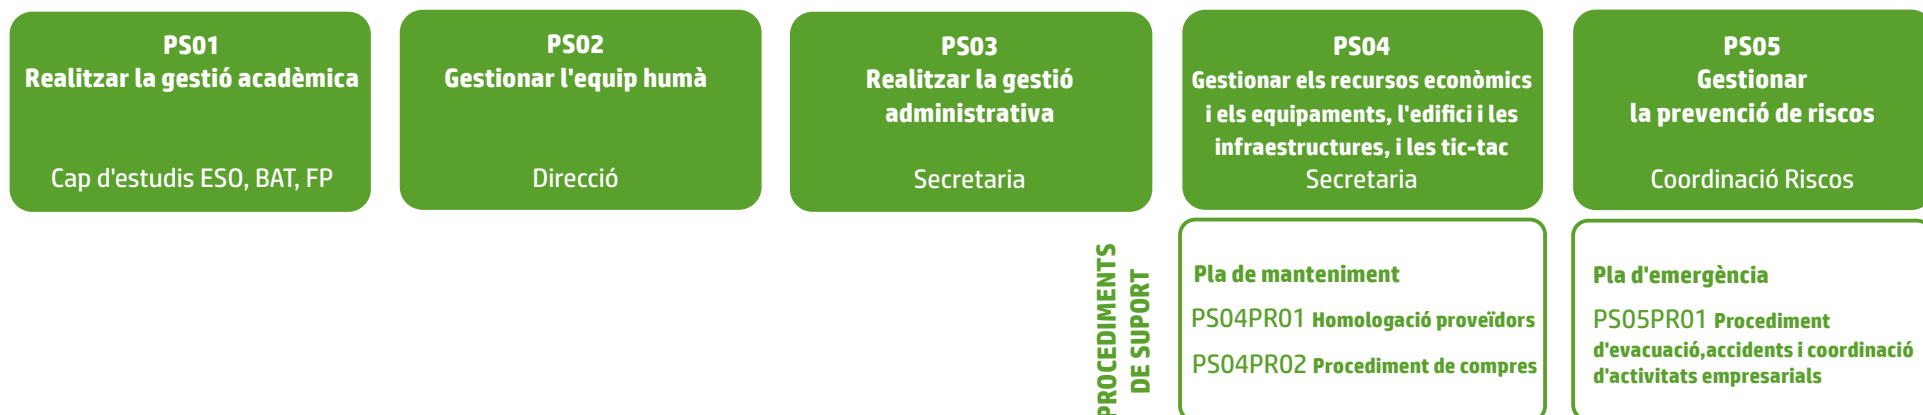 PS01
Realitzar la gestió acadèmica
Cap d'estudis ESO, BAT, FP
PS02
Gestionar l'equip humà
Direcció
PS03
Realitzar la gestió
administrativa
Secretaria
PS04
Gestionar els recursos econòmics
i els equipaments, l'edifici i les
infraestructures, i les tic-tac
Secretaria
PS05
Gestionar
la prevenció de riscos
Coordinació Riscos
PROCEDIMENTS
DE SUPORT
Pla de manteniment
PS04PR01 Homologació proveïdors
PS04PR02 Procediment de compres
Pla d'emergència
PS05PR01 Procediment
d'evacuació,accidents i coordinació
d'activitats empresarials